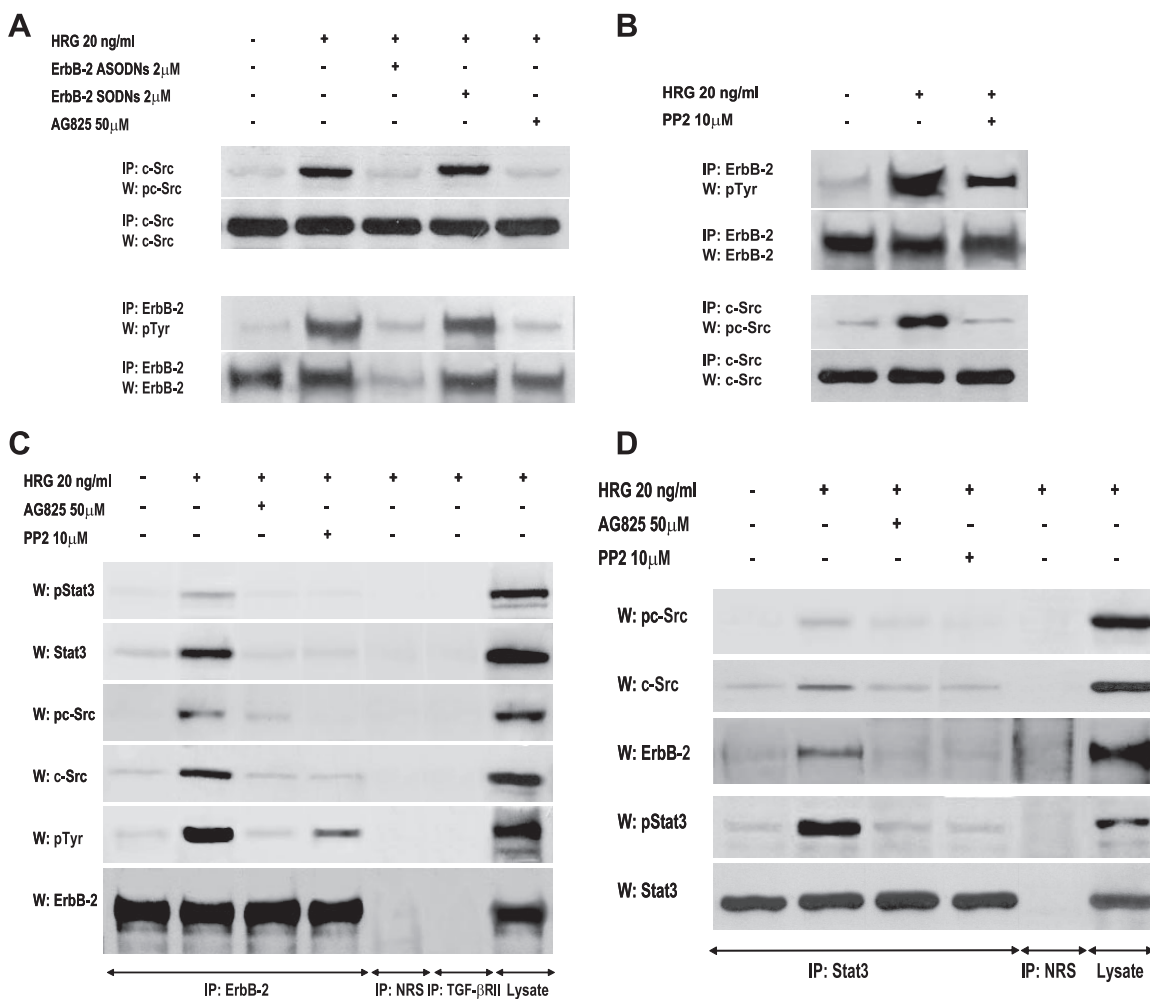 A
HRG 20 ng/ml - + + + +
ErbB-2 ASODNs 2μM - - + - -
ErbB-2 SODNs 2μM - - - + -
AG825 50μM - - - - +
IP: c-Src
W: pc-Src
IP: c-Src
W: c-Src
IP: ErbB-2
W: pTyr
IP: ErbB-2
W: ErbB-2
B
HRG 20 ng/ml - + +
PP2 10μM - - +
IP: ErbB-2
W: pTyr
IP: ErbB-2
W: ErbB-2
IP: c-Src
W: pc-Src
IP: c-Src
W: c-Src
C
HRG 20 ng/ml - + + + + + +
AG825 50μM - - + - - - -
PP2 10μM - - - + - - -
W: pStat3
W: Stat3
W: pc-Src
W: c-Src
W: pTyr
W: ErbB-2
IP: ErbB-2 IP: NRS IP: TGF-βRII Lysate
D
HRG 20 ng/ml - + + + + +
AG825 50μM - - + - - -
PP2 10μM - - - + - -
W: pc-Src
W: c-Src
W: ErbB-2
W: pStat3
W: Stat3
IP: Stat3 IP: NRS Lysate